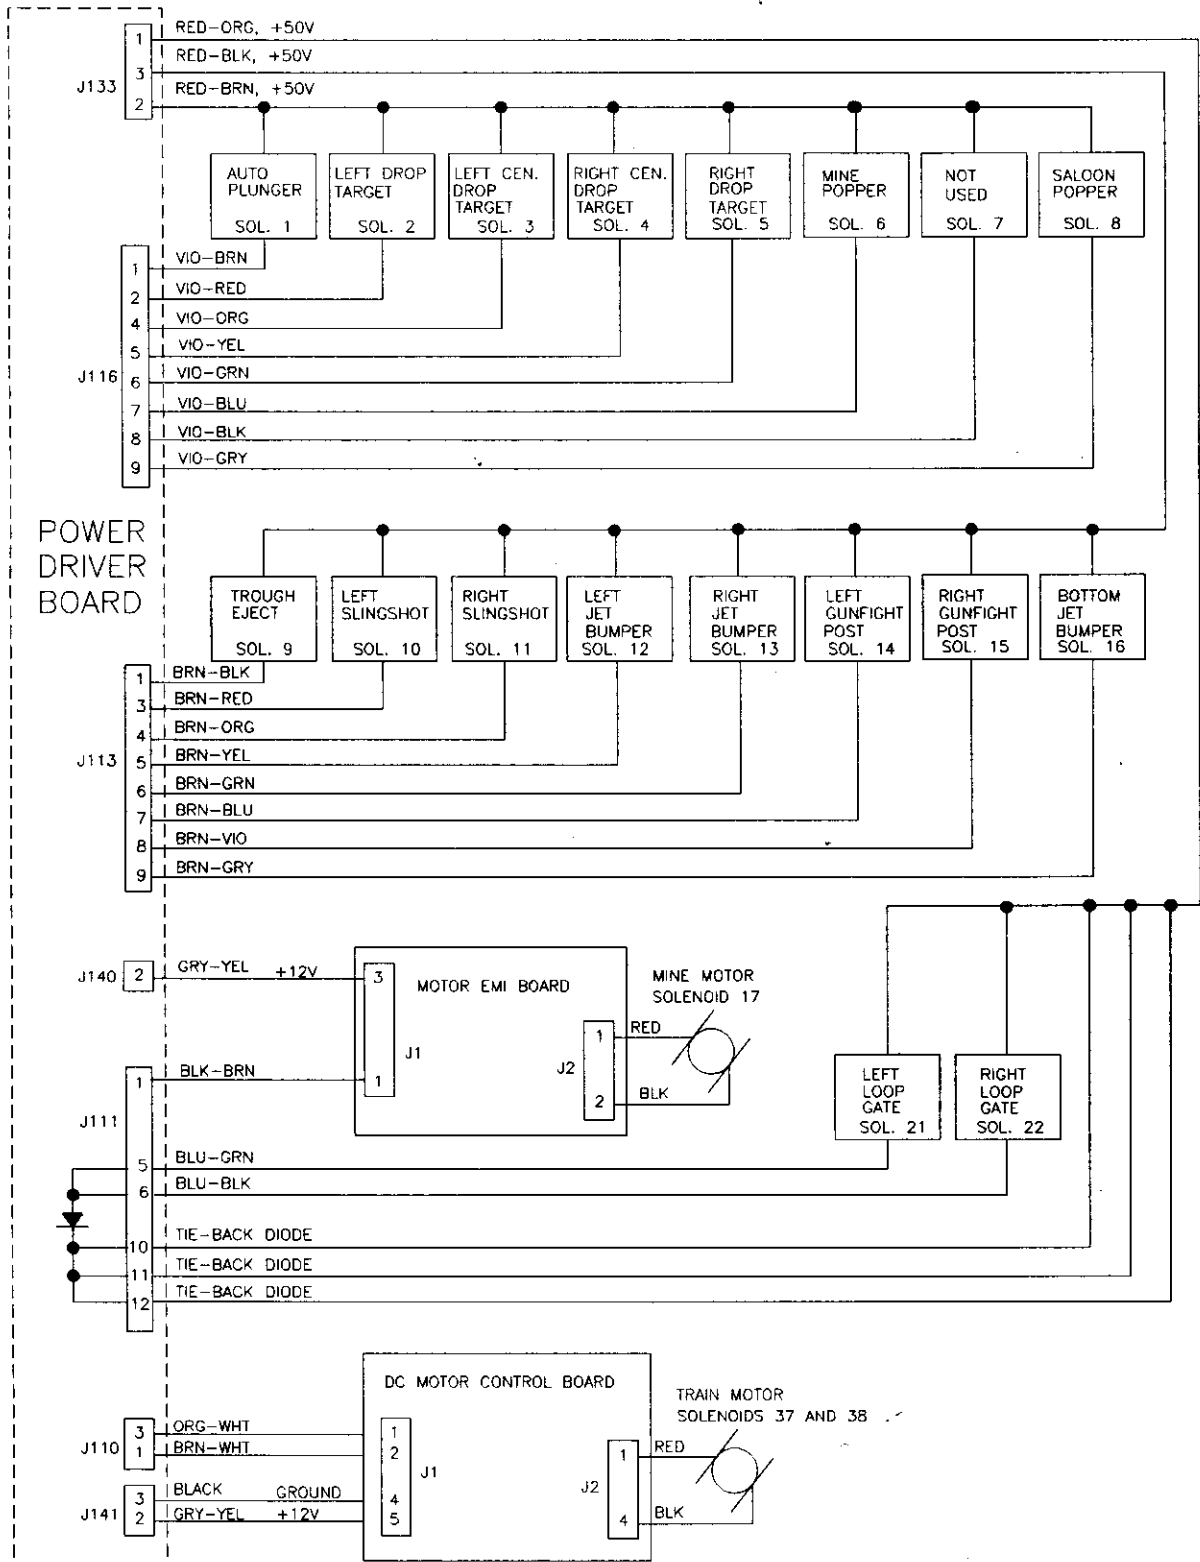 RED-ORG, +50V
1
RED-BLK, +50V
3
J133
RED-BRN, +50V
2
AUTO PLUNGER SOL. 1
LEFT DROP TARGET SOL. 2
LEFT CEN. DROP TARGET SOL. 3
RIGHT CEN. DROP TARGET SOL. 4
RIGHT DROP TARGET SOL. 5
MINE POPPER SOL. 6
NOT USED SOL. 7
SALOON POPPER SOL. 8
J116
1 VIO-BRN
2 VIO-RED
4 VIO-ORG
5 VIO-YEL
6 VIO-GRN
7 VIO-BLU
8 VIO-BLK
9 VIO-GRY
POWER
DRIVER
BOARD
TROUGH EJECT SOL. 9
LEFT SLINGSHOT SOL. 10
RIGHT SLINGSHOT SOL. 11
LEFT JET BUMPER SOL. 12
RIGHT JET BUMPER SOL. 13
LEFT GUNFIGHT POST SOL. 14
RIGHT GUNFIGHT POST SOL. 15
BOTTOM JET BUMPER SOL. 16
J113
1 BRN-BLK
3 BRN-RED
4 BRN-ORG
5 BRN-YEL
6 BRN-GRN
7 BRN-BLU
8 BRN-VIO
9 BRN-GRY
J140 2 GRY-YEL +12V 3
MOTOR EMI BOARD
MINE MOTOR
SOLENOID 17
J1
J2
1 RED
2 BLK
J111
1 BLK-BRN 1
LEFT LOOP GATE SOL. 21
RIGHT LOOP GATE SOL. 22
5 BLU-GRN
6 BLU-BLK
10 TIE-BACK DIODE
11 TIE-BACK DIODE
12 TIE-BACK DIODE
DC MOTOR CONTROL BOARD
TRAIN MOTOR
SOLENOIDS 37 AND 38
J110
3 ORG-WHT 1
1 BRN-WHT 2
J1
J2
1 RED
4 BLK
J141
3 BLACK GROUND 4
2 GRY-YEL +12V 5